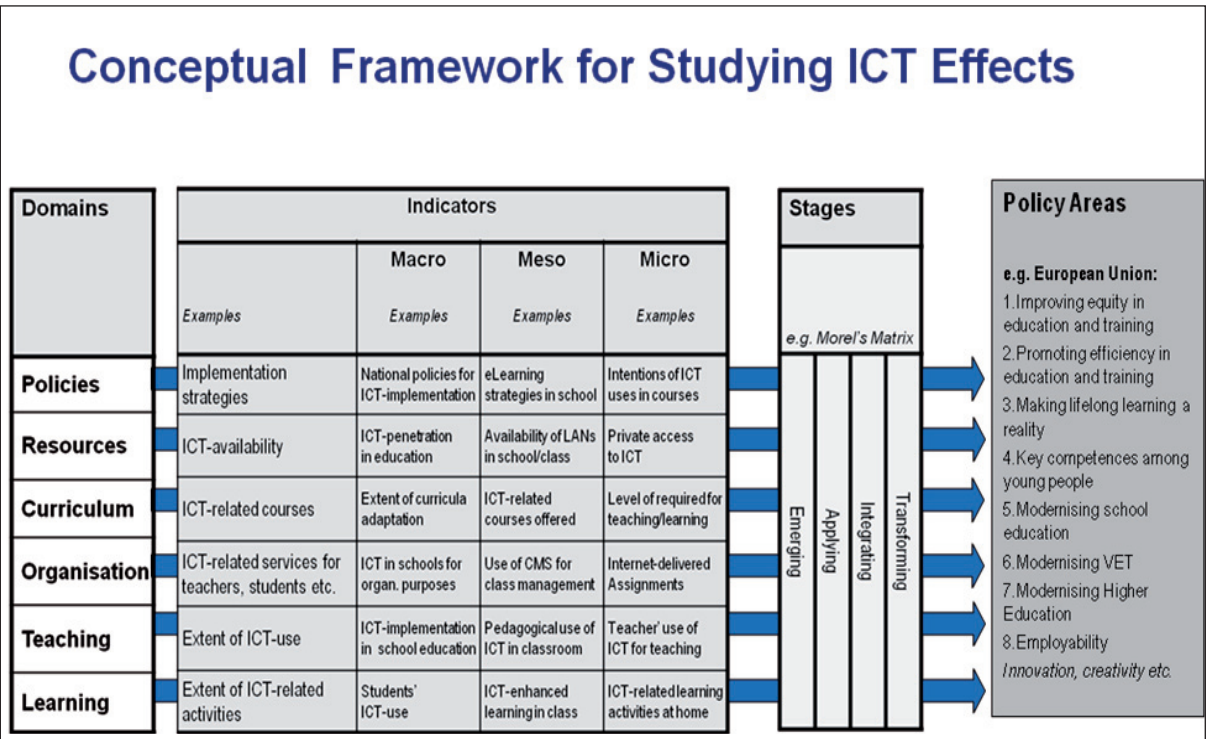 Conceptual Framework for Studying ICT Effects
Domains
Indicators
Stages
Policy Areas
Examples
Macro
Examples
Meso
Examples
Micro
Examples
e.g. Morel's Matrix
Policies
Implementation
strategies
National policies for
ICT-implementation
eLearning
strategies in school
Intentions of ICT
uses in courses
Resources
ICT-availability
ICT-penetration
in education
Availability of LANs
in school/class
Private access
to ICT
Curriculum
ICT-related courses
Extent of curricula
adaptation
ICT-related
courses offered
Level of required for
teaching/learning
Organisation
ICT-related services for
teachers, students etc.
ICT in schools for
organ. purposes
Use of CMS for
class management
Internet-delivered
Assignments
Teaching
Extent of ICT-use
ICT-implementation
in school education
Pedagogical use of
ICT in classroom
Teacher' use of
ICT for teaching
Learning
Extent of ICT-related
activities
Students'
ICT-use
ICT-enhanced
learning in class
ICT-related learning
activities at home
Emerging
Applying
Integrating
Transforming
e.g. European Union:
1.Improving equity in
education and training
2.Promoting efficiency in
education and training
3.Making lifelong learning a
reality
4.Key competences among
young people
5.Modernising school
education
6.Modernising VET
7.Modernising Higher
Education
8.Employability
Innovation, creativity etc.